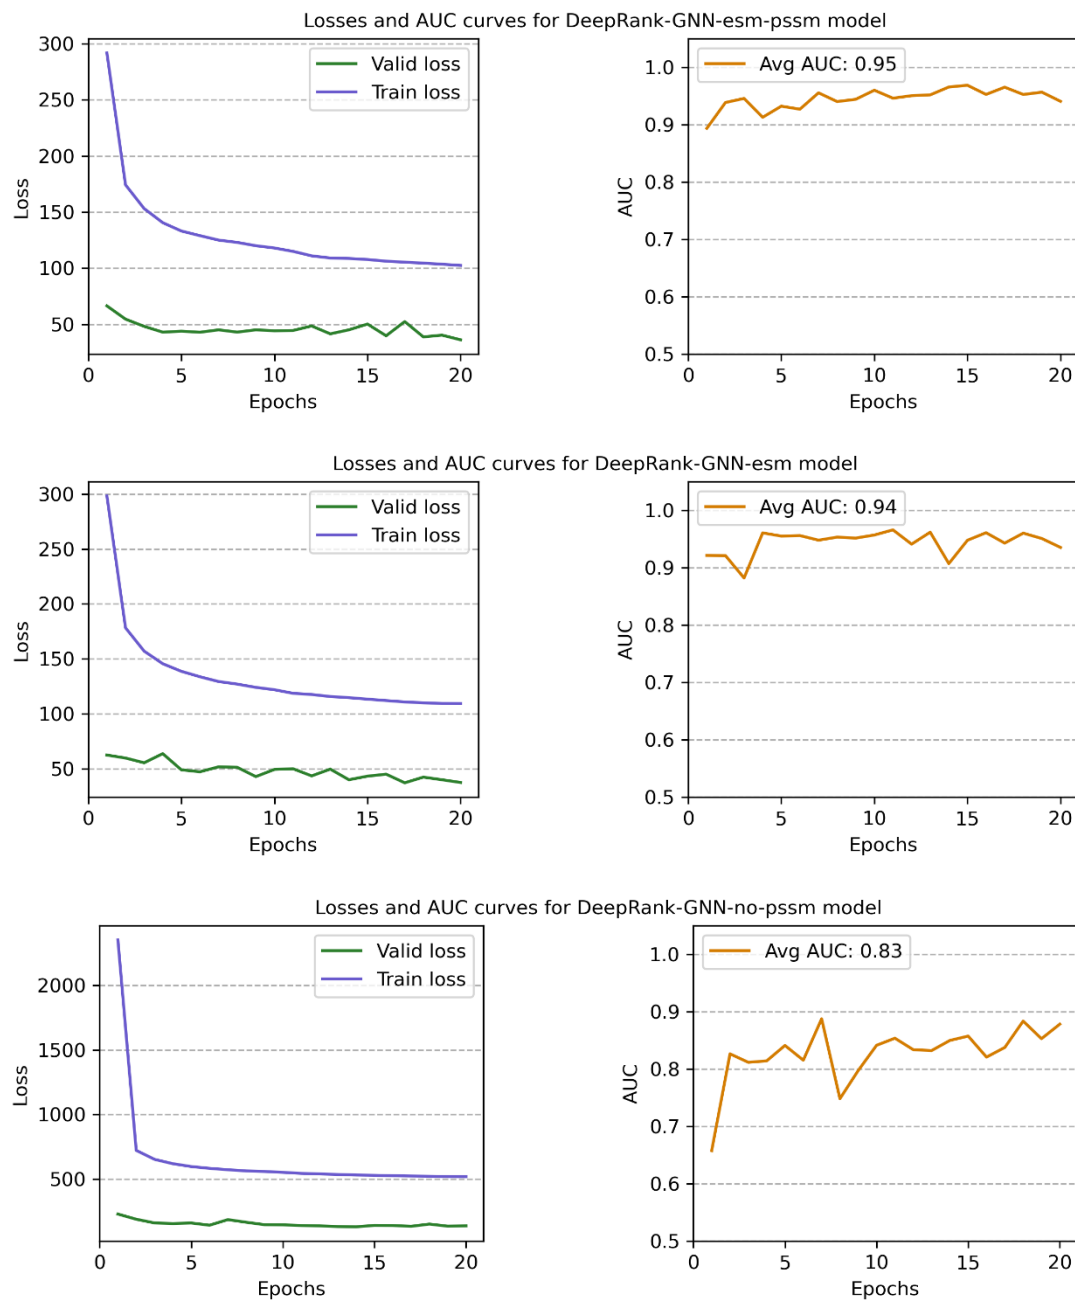 Losses and AUC curves for DeepRank-GNN-esm-pssm model
300
250
200
150
100
50
Loss
Valid loss
Train loss
0 5 10 15 20
Epochs
1.0
0.9
0.8
0.7
0.6
0.5
AUC
Avg AUC: 0.95
0 5 10 15 20
Epochs
Losses and AUC curves for DeepRank-GNN-esm model
300
250
200
150
100
50
Loss
Valid loss
Train loss
0 5 10 15 20
Epochs
1.0
0.9
0.8
0.7
0.6
0.5
AUC
Avg AUC: 0.94
0 5 10 15 20
Epochs
Losses and AUC curves for DeepRank-GNN-no-pssm model
2000
1500
1000
500
Loss
Valid loss
Train loss
0 5 10 15 20
Epochs
1.0
0.9
0.8
0.7
0.6
0.5
AUC
Avg AUC: 0.83
0 5 10 15 20
Epochs